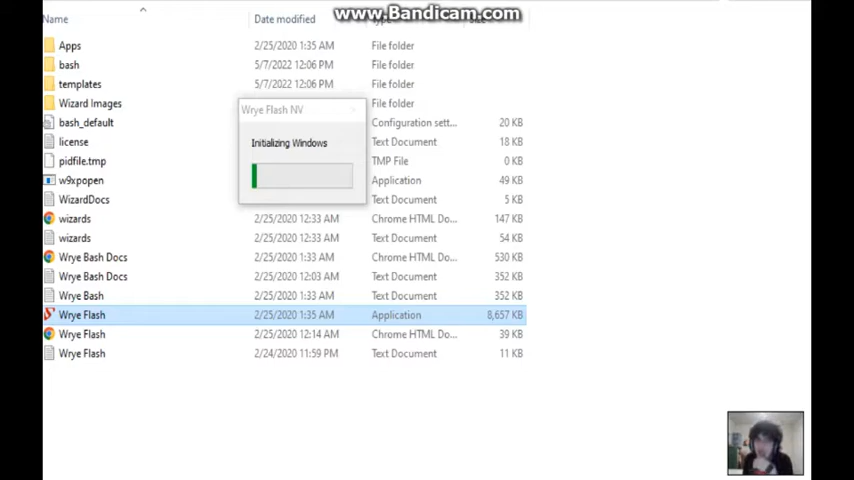 www.Bandicam.com
Name Date modified
Apps 2/25/2020 1:35 AM File folder
bash 5/7/2022 12:06 PM File folder
templates 5/7/2022 12:06 PM File folder
Wizard Images File folder
bash_default Configuration sett... 20 KB
license Text Document 18 KB
pidfile.tmp TMP File 0 KB
w9xpopen Application 49 KB
WizardDocs Text Document 5 KB
wizards 2/25/2020 12:33 AM Chrome HTML Do... 147 KB
wizards 2/25/2020 12:33 AM Text Document 54 KB
Wrye Bash Docs 2/25/2020 1:33 AM Chrome HTML Do... 530 KB
Wrye Bash Docs 2/25/2020 12:03 AM Text Document 352 KB
Wrye Bash 2/25/2020 1:33 AM Text Document 352 KB
Wrye Flash 2/25/2020 1:35 AM Application 8,657 KB
Wrye Flash 2/25/2020 12:14 AM Chrome HTML Do... 39 KB
Wrye Flash 2/24/2020 11:59 PM Text Document 11 KB
Wrye Flash NV
Initializing Windows